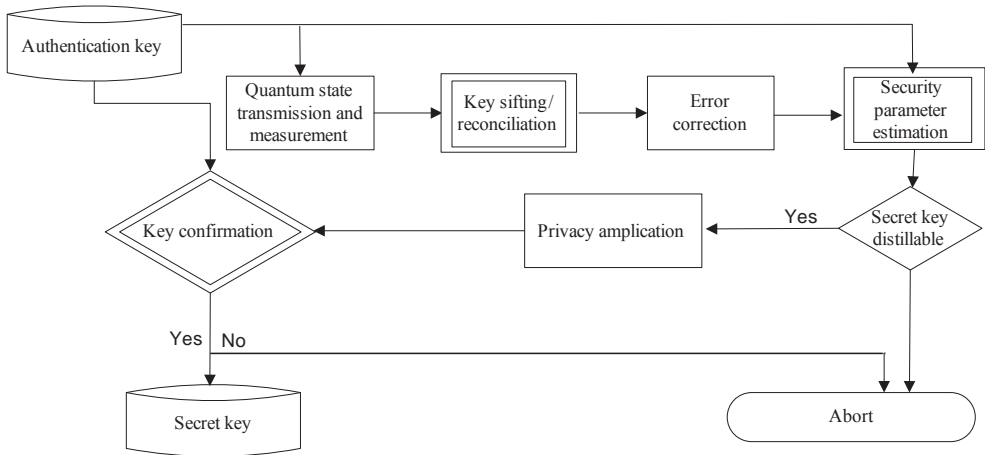 Authentication key
Quantum state
transmission and
measurement
Key sifting/
reconciliation
Error
correction
Security
parameter
estimation
Key confirmation
Privacy amplication
Yes
Secret key
distillable
Yes
No
Secret key
Abort